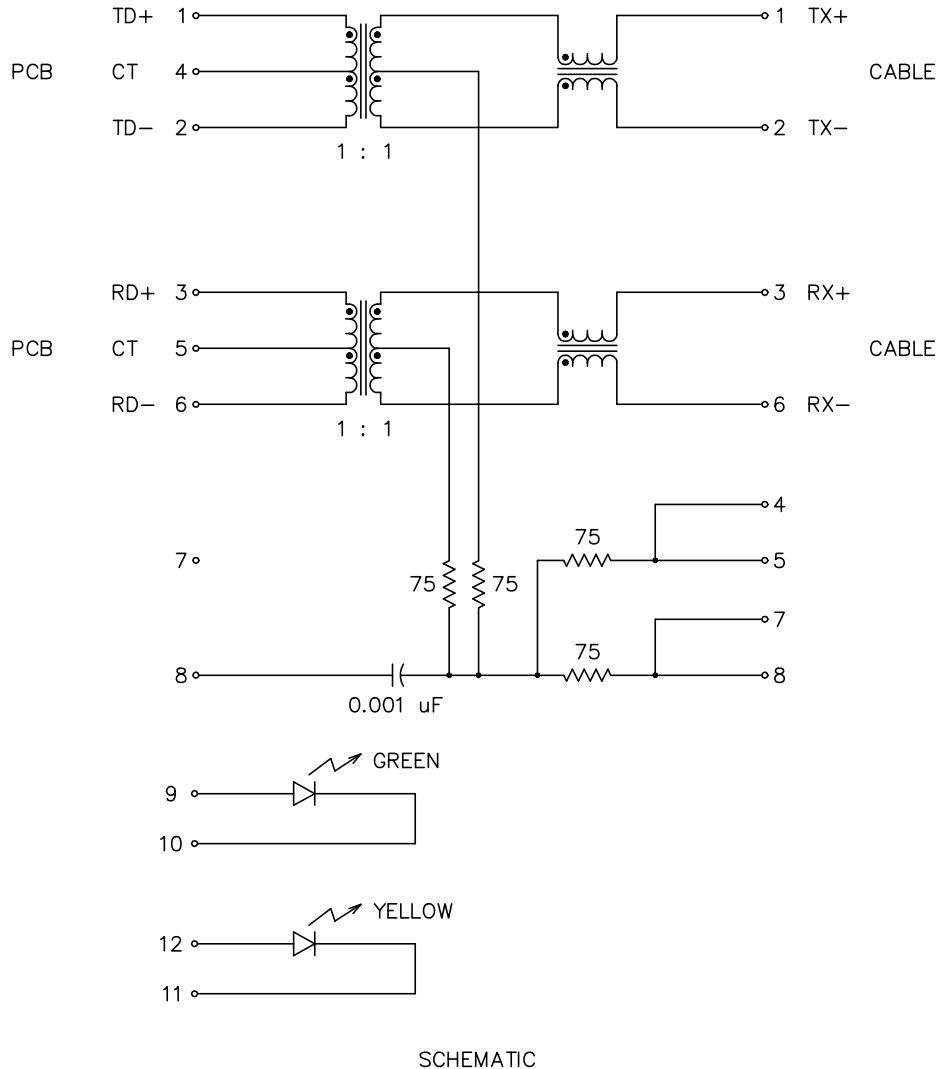 TD+ 1 1 TX+
PCB CT 4 CABLE
TD− 2 2 TX−
1 : 1
RD+ 3 3 RX+
PCB CT 5 CABLE
RD− 6 6 RX−
1 : 1
4
75
7 5
75 75
7
75
8 8
0.001 uF
GREEN
9
10
YELLOW
12
11
SCHEMATIC